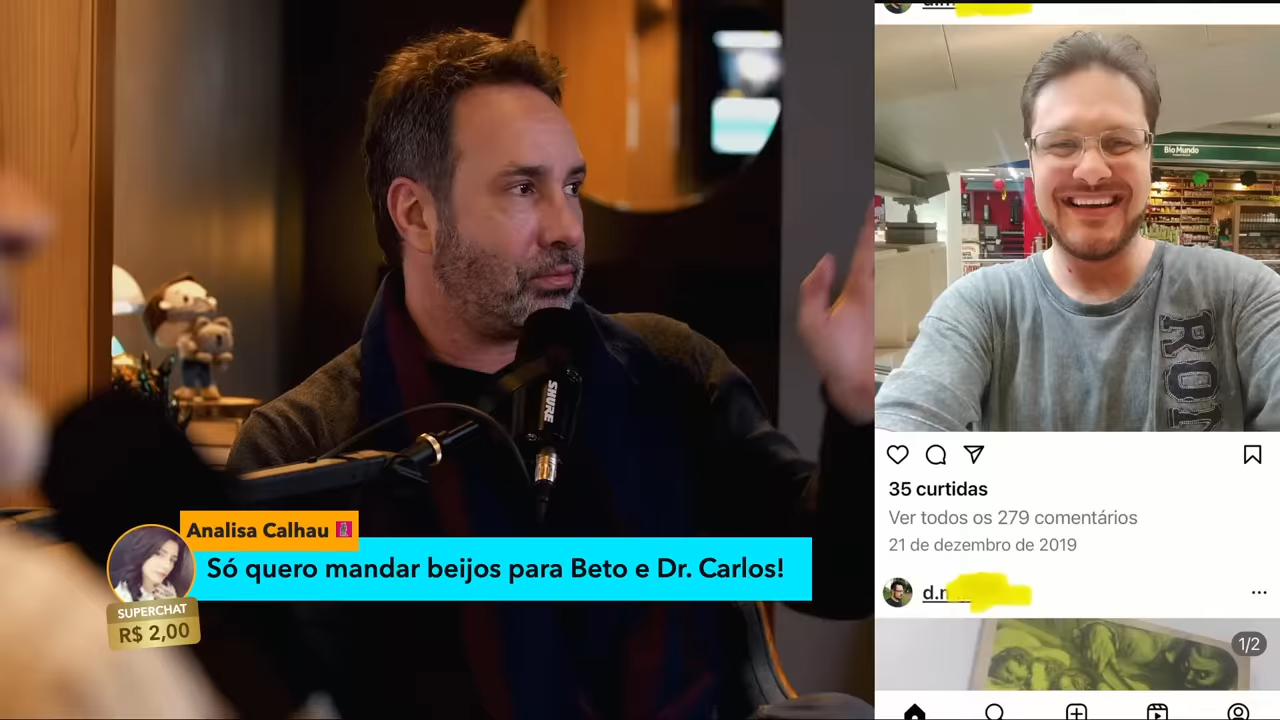 Bio Mundo
RON
SHURE
35 curtidas
Ver todos os 279 comentários
21 de dezembro de 2019
Analisa Calhau
Só quero mandar beijos para Beto e Dr. Carlos!
SUPERCHAT
R$ 2,00
1/2